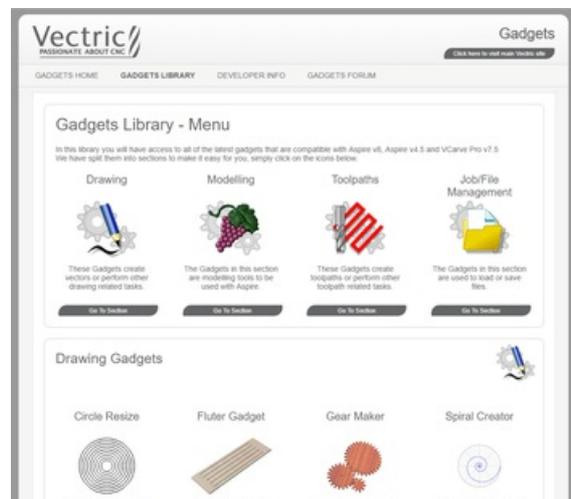 Vectric
PASSIONATE ABOUT CNC
Gadgets
Click here to visit main Vectric site
GADGETS HOME GADGETS LIBRARY DEVELOPER INFO GADGETS FORUM
Gadgets Library - Menu
In this library you will have access to all of the latest gadgets that are compatible with Aspire v8, Aspire v4.5 and VCarve Pro v7.5
We have split them into sections to make it easy for you, simply click on the icons below.
Drawing
These Gadgets create
vectors or perform other
drawing related tasks.
Go To Section
Modelling
The Gadgets in this section
are modelling tools to be
used with Aspire.
Go To Section
Toolpaths
These Gadgets create
toolpaths or perform other
toolpath related tasks.
Go To Section
Job/File
Management
The Gadgets in this section
are used to load or save
files.
Go To Section
Drawing Gadgets
Circle Resize
Fluter Gadget
Gear Maker
Spiral Creator